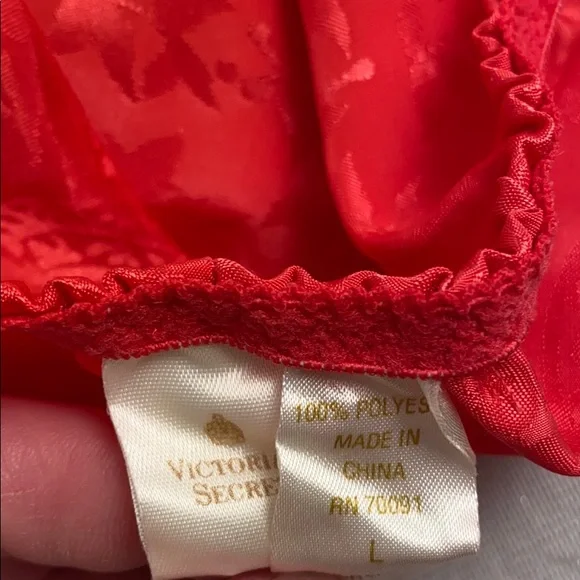 VICTORIA
SECRE
100% POLYES
MADE IN
CHINA
RN 70091
L